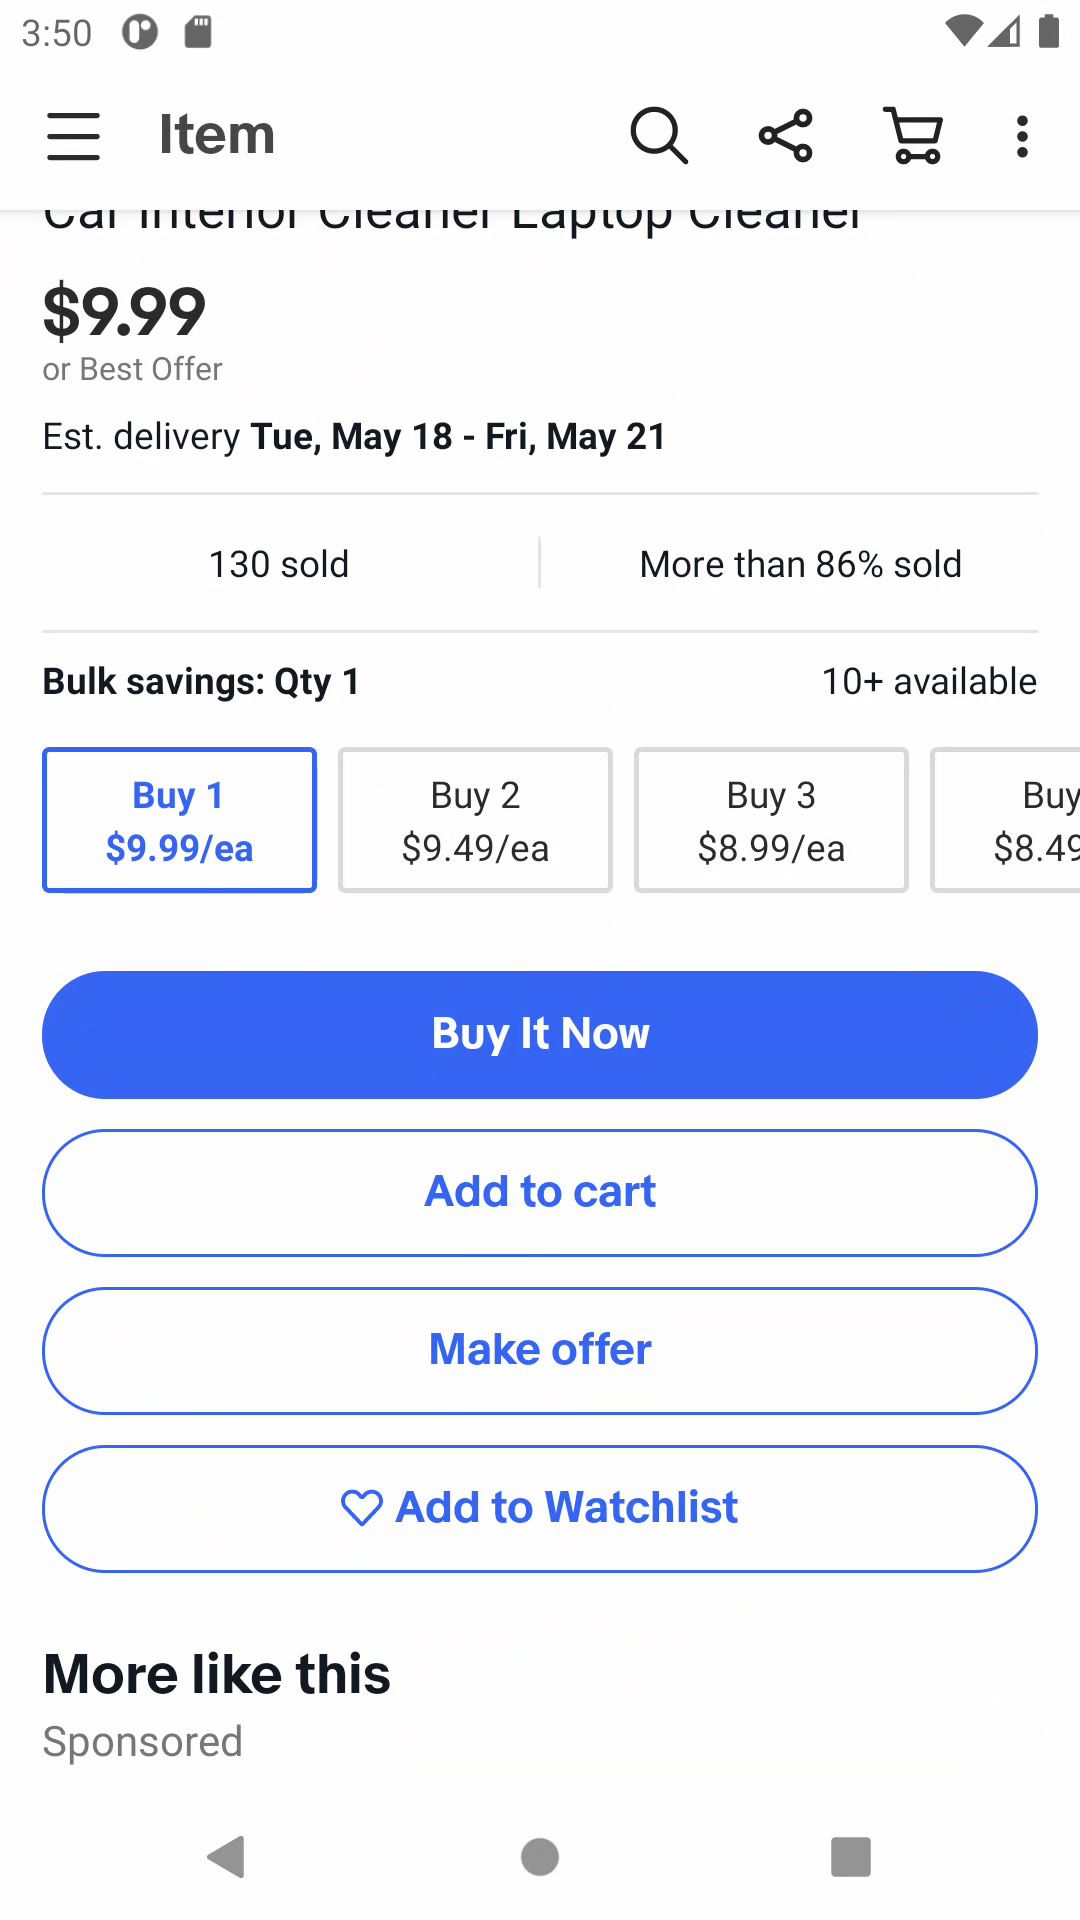 3:50
Item
Car Interior Cleaner Laptop Cleaner
$9.99
or Best Offer
Est. delivery Tue, May 18 - Fri, May 21
130 sold
More than 86% sold
Bulk savings: Qty 1
10+ available
Buy 1
$9.99/ea
Buy 2
$9.49/ea
Buy 3
$8.99/ea
Buy
$8.49
Buy It Now
Add to cart
Make offer
Add to Watchlist
More like this
Sponsored